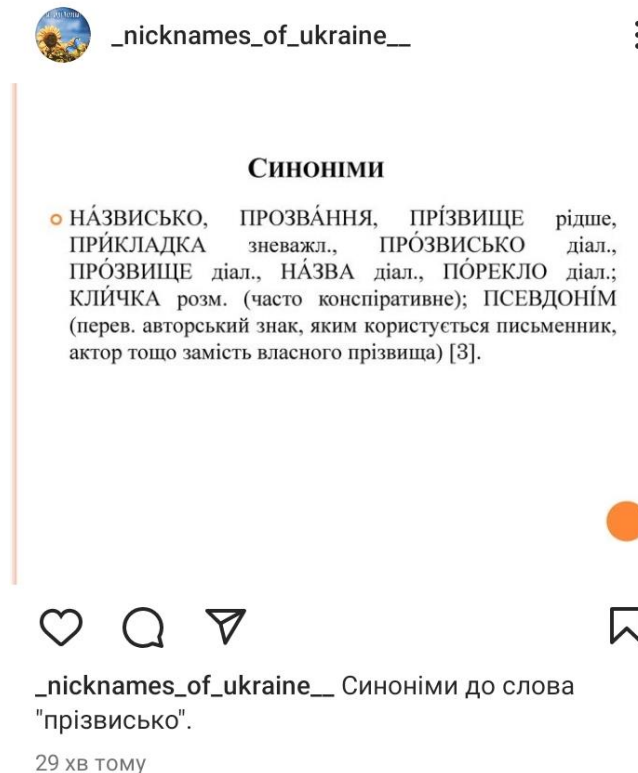 _nicknames_of_ukraine__
Синоніми
НА́ЗВИСЬКО, ПРОЗВА́ННЯ, ПРІ́ЗВИЩЕ рідше,
ПРИ́КЛАДКА зневажл., ПРО́ЗВИСЬКО діал.,
ПРО́ЗВИЩЕ діал., НА́ЗВА діал., ПО́РЕКЛО діал.;
КЛИ́ЧКА розм. (часто конспіративне); ПСЕВДОНІ́М
(перев. авторський знак, яким користується письменник,
актор тощо замість власного прізвища) [3].
_nicknames_of_ukraine__ Синоніми до слова
"прізвисько".
29 хв тому